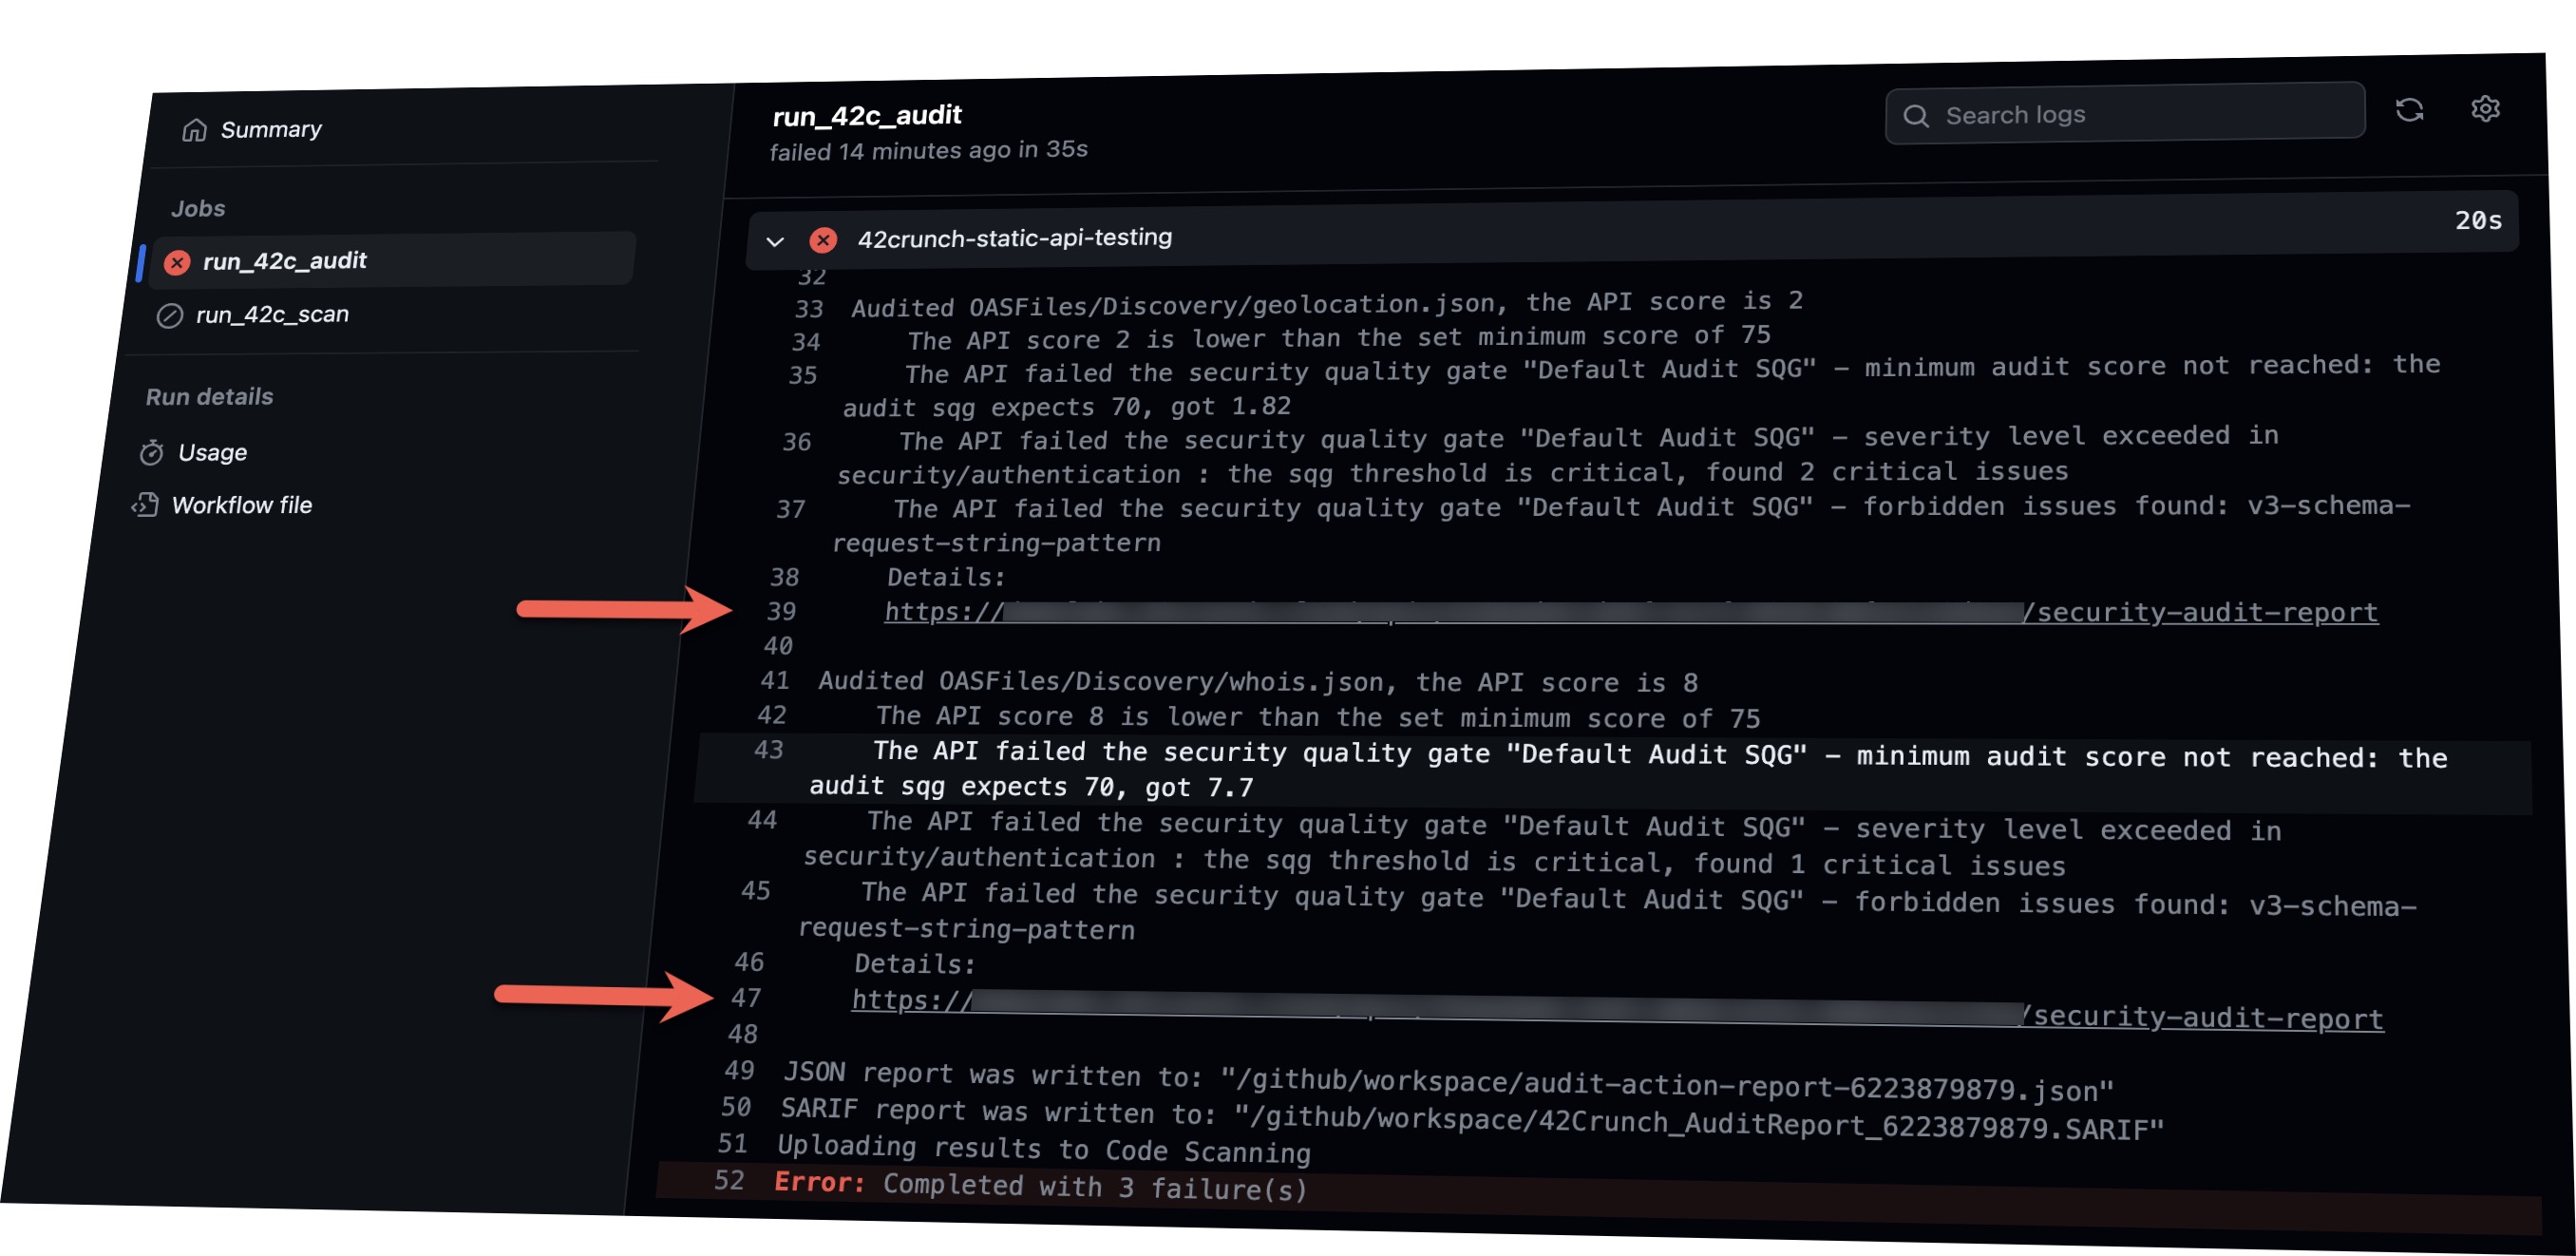 Summary
Jobs
run_42c_audit
run_42c_scan
Run details
Usage
Workflow file
run_42c_audit
failed 14 minutes ago in 35s
Search logs
42crunch-static-api-testing
20s
32
33 Audited OASFiles/Discovery/geolocation.json, the API score is 2
34 The API score 2 is lower than the set minimum score of 75
35 The API failed the security quality gate "Default Audit SQG" – minimum audit score not reached: the
audit sqg expects 70, got 1.82
36 The API failed the security quality gate "Default Audit SQG" – severity level exceeded in
security/authentication : the sqg threshold is critical, found 2 critical issues
37 The API failed the security quality gate "Default Audit SQG" – forbidden issues found: v3-schema-
request-string-pattern
38 Details:
39 https:// /security-audit-report
40
41 Audited OASFiles/Discovery/whois.json, the API score is 8
42 The API score 8 is lower than the set minimum score of 75
43 The API failed the security quality gate "Default Audit SQG" – minimum audit score not reached: the
audit sqg expects 70, got 7.7
44 The API failed the security quality gate "Default Audit SQG" – severity level exceeded in
security/authentication : the sqg threshold is critical, found 1 critical issues
45 The API failed the security quality gate "Default Audit SQG" – forbidden issues found: v3-schema-
request-string-pattern
46 Details:
47 https:// /security-audit-report
48
49 JSON report was written to: "/github/workspace/audit-action-report-6223879879.json"
50 SARIF report was written to: "/github/workspace/42Crunch_AuditReport_6223879879.SARIF"
51 Uploading results to Code Scanning
52 Error: Completed with 3 failure(s)